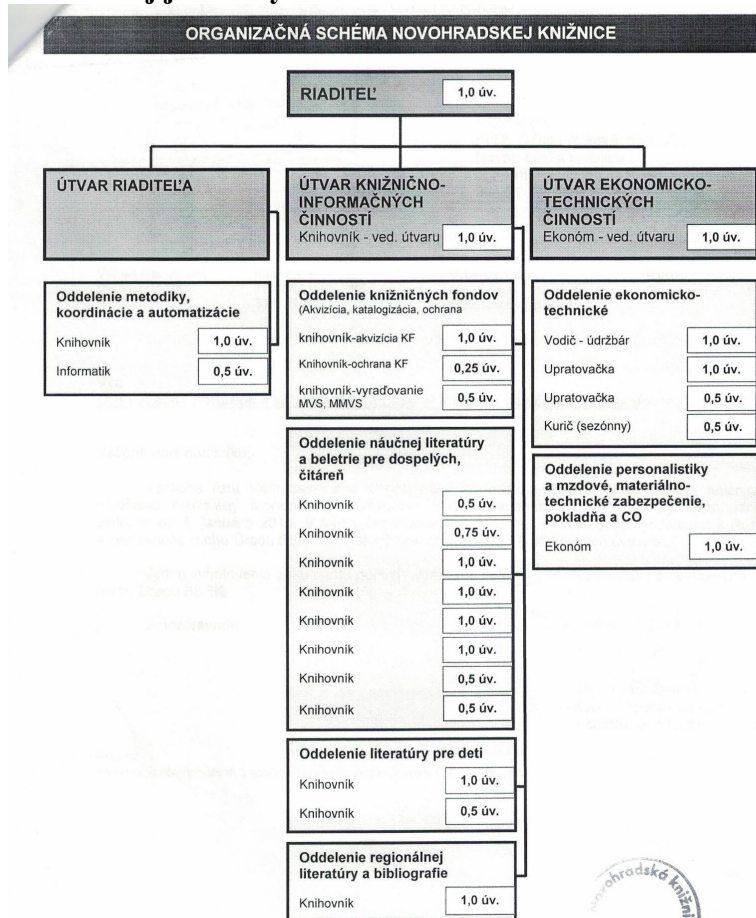 ORGANIZAČNÁ SCHÉMA NOVOHRADSKEJ KNIŽNICE
RIADITEĽ 1,0 úv.
ÚTVAR RIADITEĽA
Oddelenie metodiky,
koordinácie a automatizácie
Knihovník 1,0 úv.
Informatik 0,5 úv.
ÚTVAR KNIŽNIČNO-
INFORMAČNÝCH
ČINNOSTÍ
Knihovník - ved. útvaru 1,0 úv.
Oddelenie knižničných fondov
(Akvizícia, katalogizácia, ochrana
knihovník-akvizícia KF 1,0 úv.
Knihovník-ochrana KF 0,25 úv.
knihovník-vyraďovanie 0,5 úv.
MVS, MMVS
Oddelenie náučnej literatúry
a beletrie pre dospelých,
čitáreň
Knihovník 0,5 úv.
Knihovník 0,75 úv.
Knihovník 1,0 úv.
Knihovník 1,0 úv.
Knihovník 1,0 úv.
Knihovník 1,0 úv.
Knihovník 0,5 úv.
Knihovník 0,5 úv.
Oddelenie literatúry pre deti
Knihovník 1,0 úv.
Knihovník 0,5 úv.
Oddelenie regionálnej
literatúry a bibliografie
Knihovník 1,0 úv.
ÚTVAR EKONOMICKO-
TECHNICKÝCH
ČINNOSTÍ
Ekonóm - ved. útvaru 1,0 úv.
Oddelenie ekonomicko-
technické
Vodič - údržbár 1,0 úv.
Upratovačka 1,0 úv.
Upratovačka 0,5 úv.
Kurič (sezónny) 0,5 úv.
Oddelenie personalistiky
a mzdové, materiálno-
technické zabezpečenie,
pokladňa a CO
Ekonóm 1,0 úv.